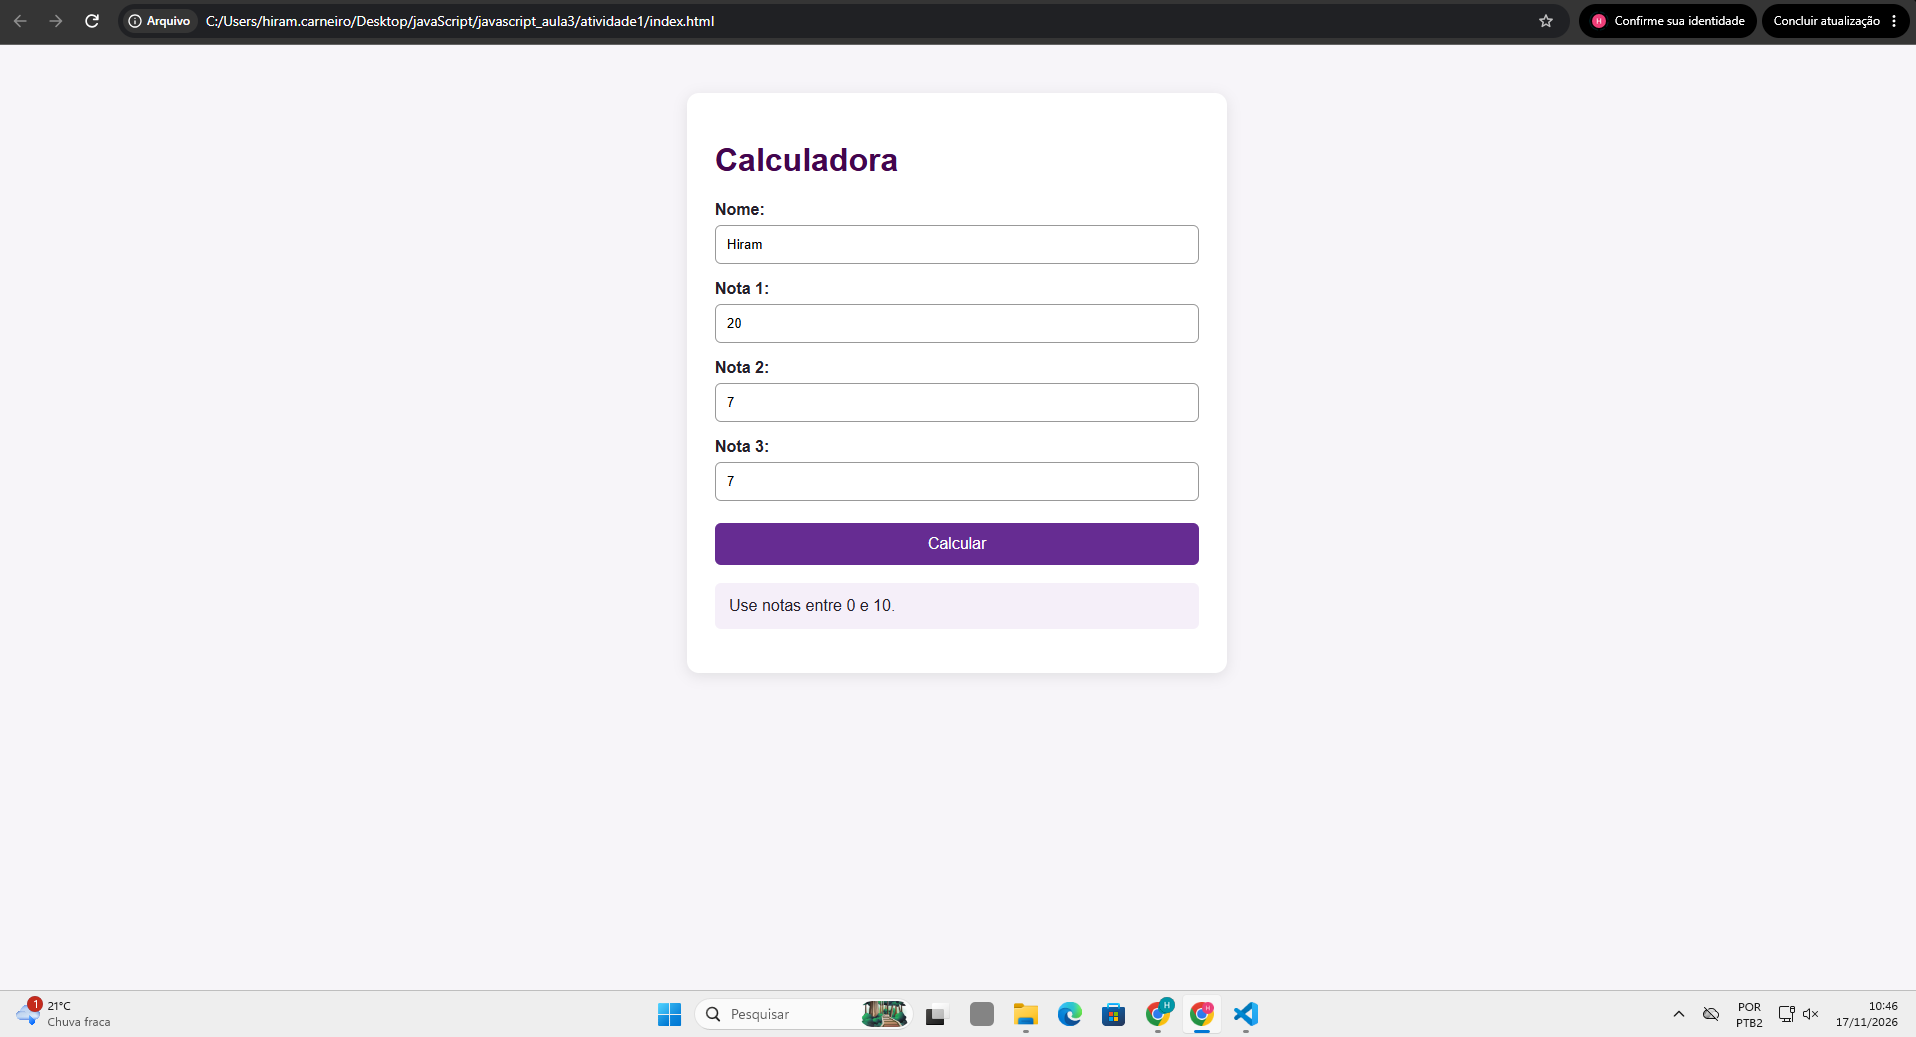 Arquivo
C:/Users/hiram.carneiro/Desktop/javaScript/javascript_aula3/atividade1/index.html
H
Confirme sua identidade
Concluir atualização
Calculadora
Nome:
Hiram
Nota 1:
20
Nota 2:
7
Nota 3:
7
Calcular
Use notas entre 0 e 10.
1
21°C
Chuva fraca
Pesquisar
H
H
POR
PTB2
10:46
17/11/2026